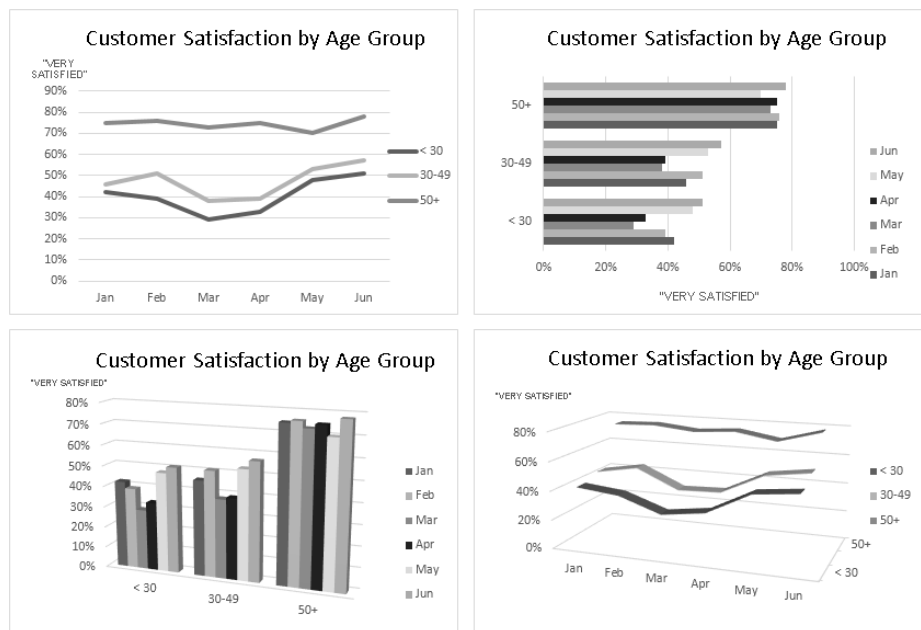 Customer Satisfaction by Age Group
"VERY
SATISFIED"
90%
80%
70%
60%
50%
40%
30%
20%
10%
0%
Jan Feb Mar Apr May Jun
< 30
30-49
50+
Customer Satisfaction by Age Group
50+
30-49
< 30
0% 20% 40% 60% 80% 100%
"VERY SATISFIED"
Jun
May
Apr
Mar
Feb
Jan
Customer Satisfaction by Age Group
"VERY SATISFIED"
80%
70%
60%
50%
40%
30%
20%
10%
0%
< 30 30-49 50+
Jan
Feb
Mar
Apr
May
Jun
Customer Satisfaction by Age Group
"VERY SATISFIED"
80%
60%
40%
20%
0%
Jan Feb Mar Apr May Jun
50+
< 30
< 30
30-49
50+